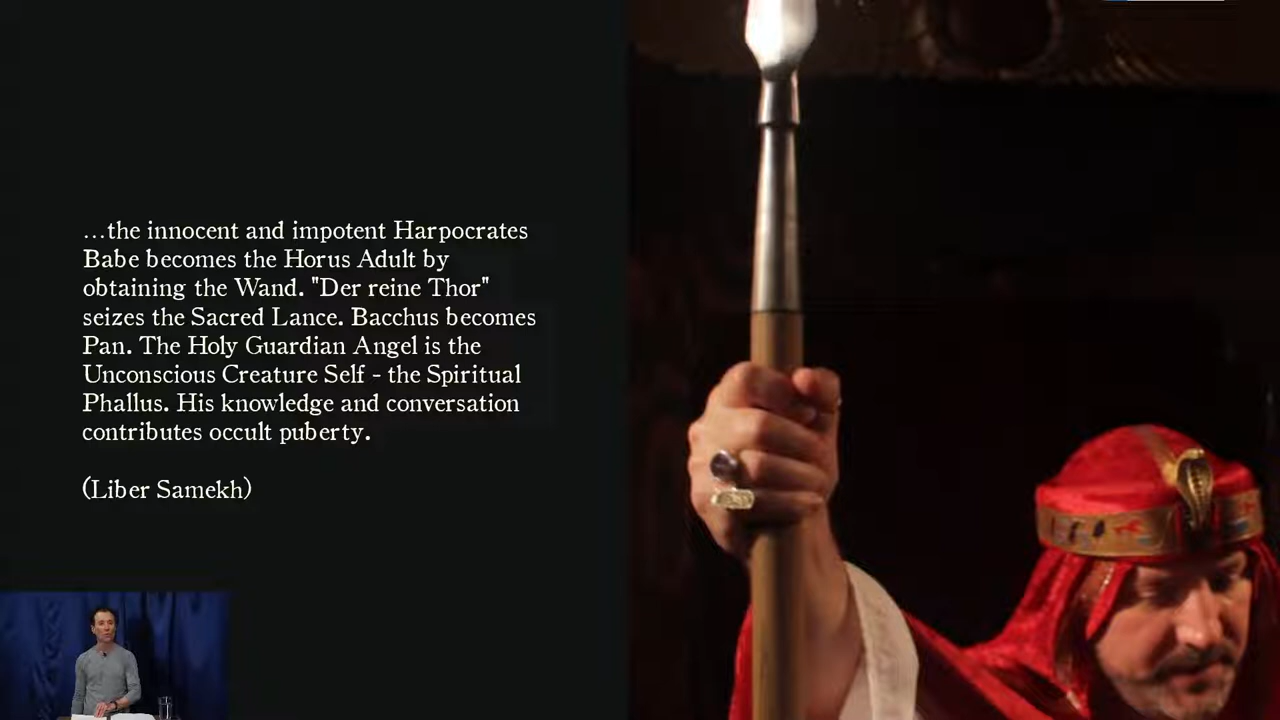 ...the innocent and impotent Harpocrates
Babe becomes the Horus Adult by
obtaining the Wand. "Der reine Thor"
seizes the Sacred Lance. Bacchus becomes
Pan. The Holy Guardian Angel is the
Unconscious Creature Self - the Spiritual
Phallus. His knowledge and conversation
contributes occult puberty.
(Liber Samekh)